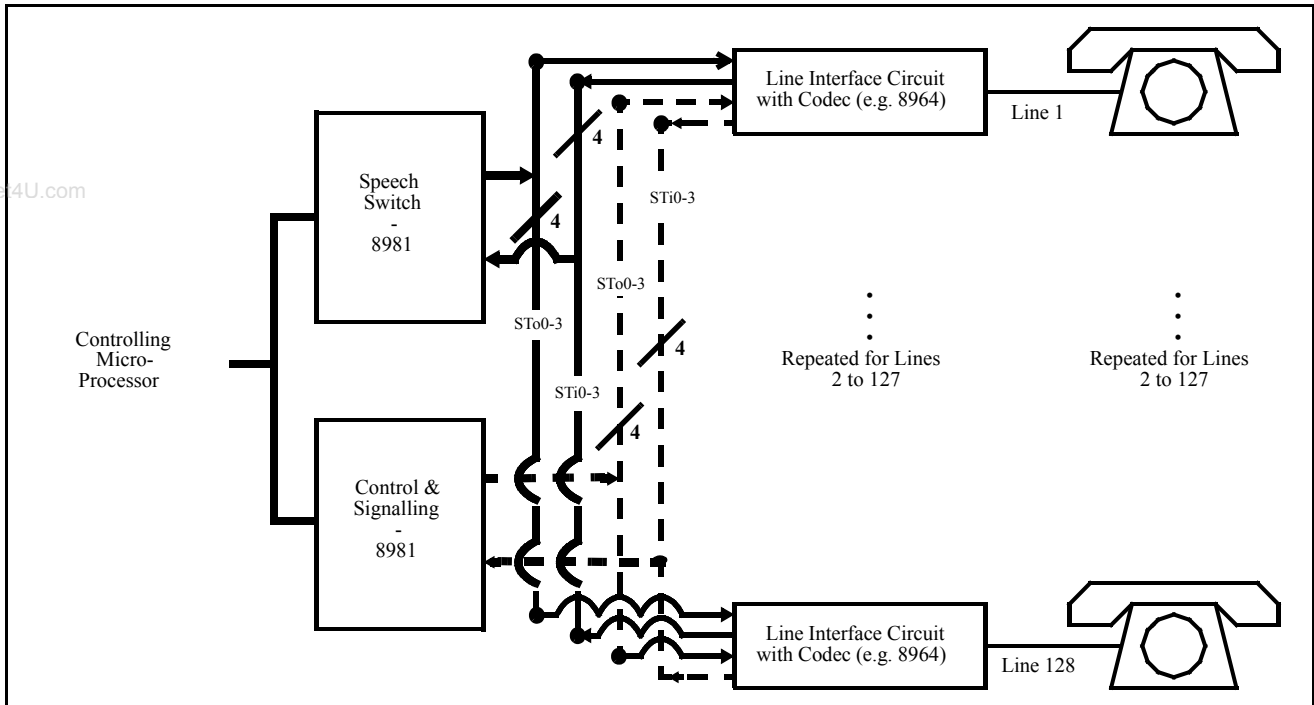 Line Interface Circuit
with Codec (e.g. 8964)
Line 1
4
STi0-3
et4U.com
Speech
Switch
-
8981
4
STo0-3
STo0-3
4
Controlling
Micro-
Processor
Repeated for Lines
2 to 127
Repeated for Lines
2 to 127
STi0-3
4
Control &
Signalling
-
8981
Line Interface Circuit
with Codec (e.g. 8964)
Line 128